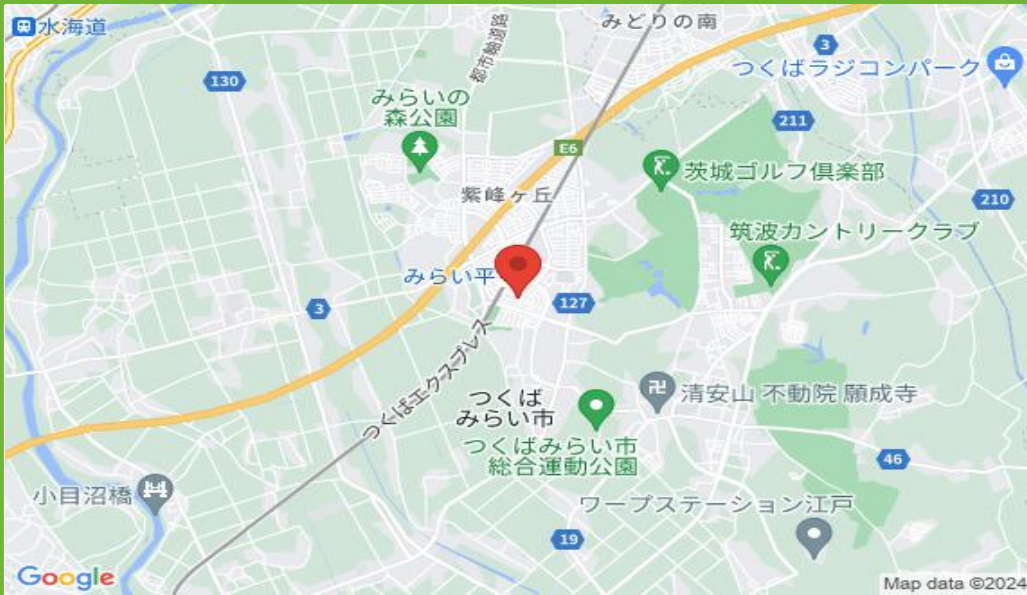 水海道
みどりの南
都市軸道路
3
つくばラジコンパーク
130
みらいの
森公園
211
E6
茨城ゴルフ倶楽部
紫峰ヶ丘
210
筑波カントリークラブ
みらい平
127
3
つくばエクスプレス
つくば
みらい市
清安山 不動院 願成寺
つくばみらい市
総合運動公園
46
小目沼橋
ワープステーション江戸
19
Google
Map data ©2024